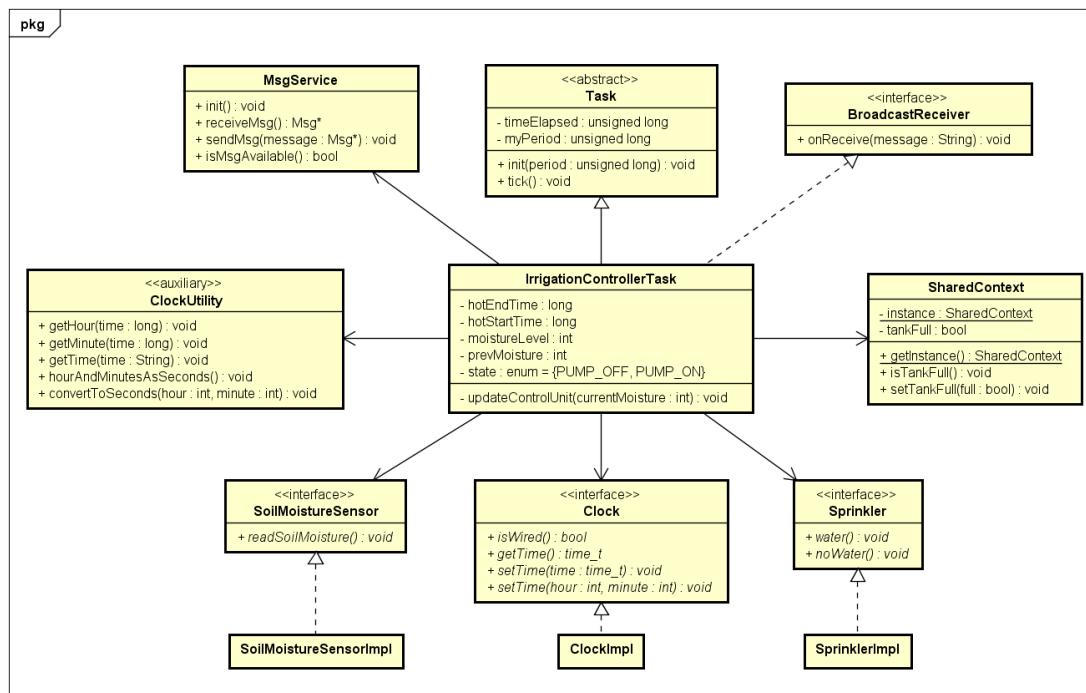 pkg
MsgService
+ init() : void
+ receiveMsg() : Msg*
+ sendMsg(message : Msg*) : void
+ isMsgAvailable() : bool
<<abstract>>
Task
- timeElapsed : unsigned long
- myPeriod : unsigned long
+ init(period : unsigned long) : void
+ tick() : void
<<interface>>
BroadcastReceiver
+ onReceive(message : String) : void
<<auxiliary>>
ClockUtility
+ getHour(time : long) : void
+ getMinute(time : long) : void
+ getTime(time : String) : void
+ hourAndMinutesAsSeconds() : void
+ convertToSeconds(hour : int, minute : int) : void
IrrigationControllerTask
- hotEndTime : long
- hotStartTime : long
- moistureLevel : int
- prevMoisture : int
- state : enum = {PUMP_OFF, PUMP_ON}
- updateControlUnit(currentMoisture : int) : void
SharedContext
- instance : SharedContext
- tankFull : bool
+ getInstance() : SharedContext
+ isTankFull() : void
+ setTankFull(full : bool) : void
<<interface>>
SoilMoistureSensor
+ readSoilMoisture() : void
<<interface>>
Clock
+ isWired() : bool
+ getTime() : time_t
+ setTime(time : time_t) : void
+ setTime(hour : int, minute : int) : void
<<interface>>
Sprinkler
+ water() : void
+ noWater() : void
SoilMoistureSensorImpl
ClockImpl
SprinklerImpl